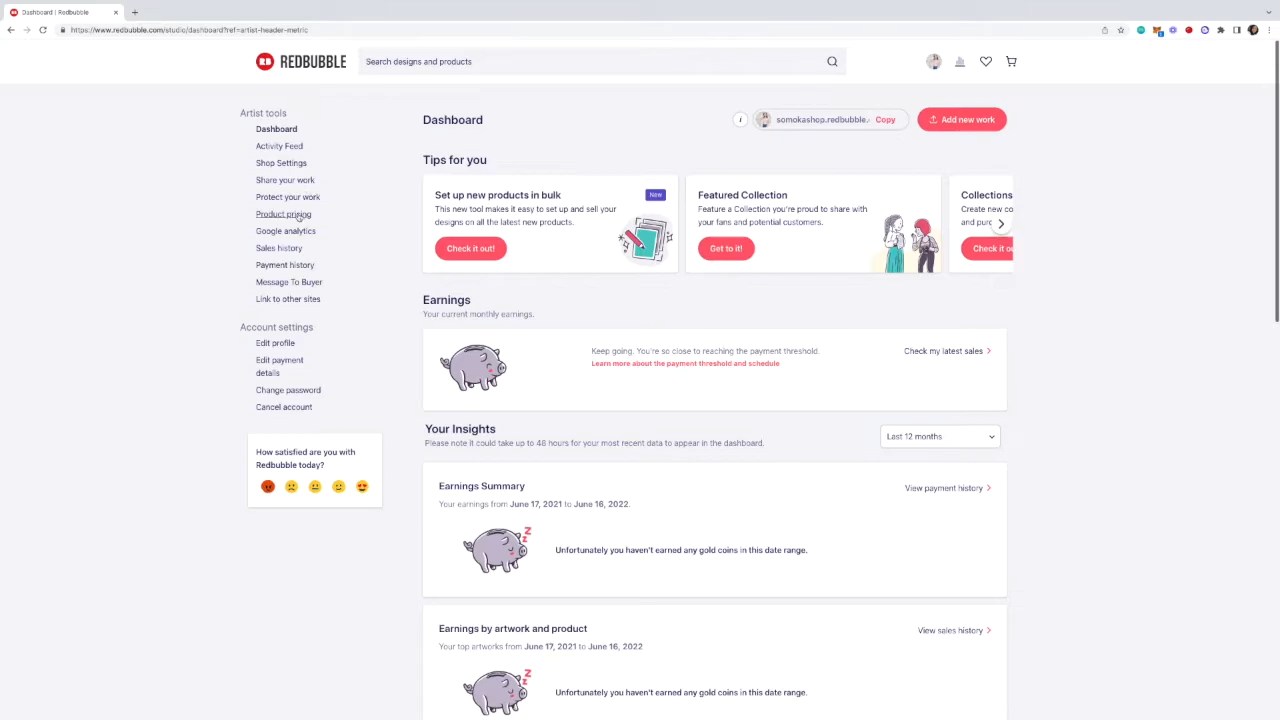 Dashboard | Redbubble
https://www.redbubble.com/studio/dashboard?ref=artist-header-metric
RB REDBUBBLE
Search designs and products
Artist tools
Dashboard
Activity Feed
Shop Settings
Share your work
Protect your work
Product pricing
Google analytics
Sales history
Payment history
Message To Buyer
Link to other sites
Account settings
Edit profile
Edit payment
details
Change password
Cancel account
How satisfied are you with
Redbubble today?
Dashboard
i
somokashop.redbubble.
Copy
Add new work
Tips for you
Set up new products in bulk
New
This new tool makes it easy to set up and sell your
designs on all the latest new products.
Check it out!
Featured Collection
Feature a Collection you're proud to share with
your fans and potential customers.
Get to it!
Collections
Create new co
and purc
Check it ou
Earnings
Your current monthly earnings.
Keep going. You're so close to reaching the payment threshold.
Learn more about the payment threshold and schedule
Check my latest sales
Your Insights
Please note it could take up to 48 hours for your most recent data to appear in the dashboard.
Last 12 months
Earnings Summary
View payment history
Your earnings from June 17, 2021 to June 16, 2022.
Z
Z
Unfortunately you haven't earned any gold coins in this date range.
Earnings by artwork and product
View sales history
Your top artworks from June 17, 2021 to June 16, 2022
Z
Z
Unfortunately you haven't earned any gold coins in this date range.